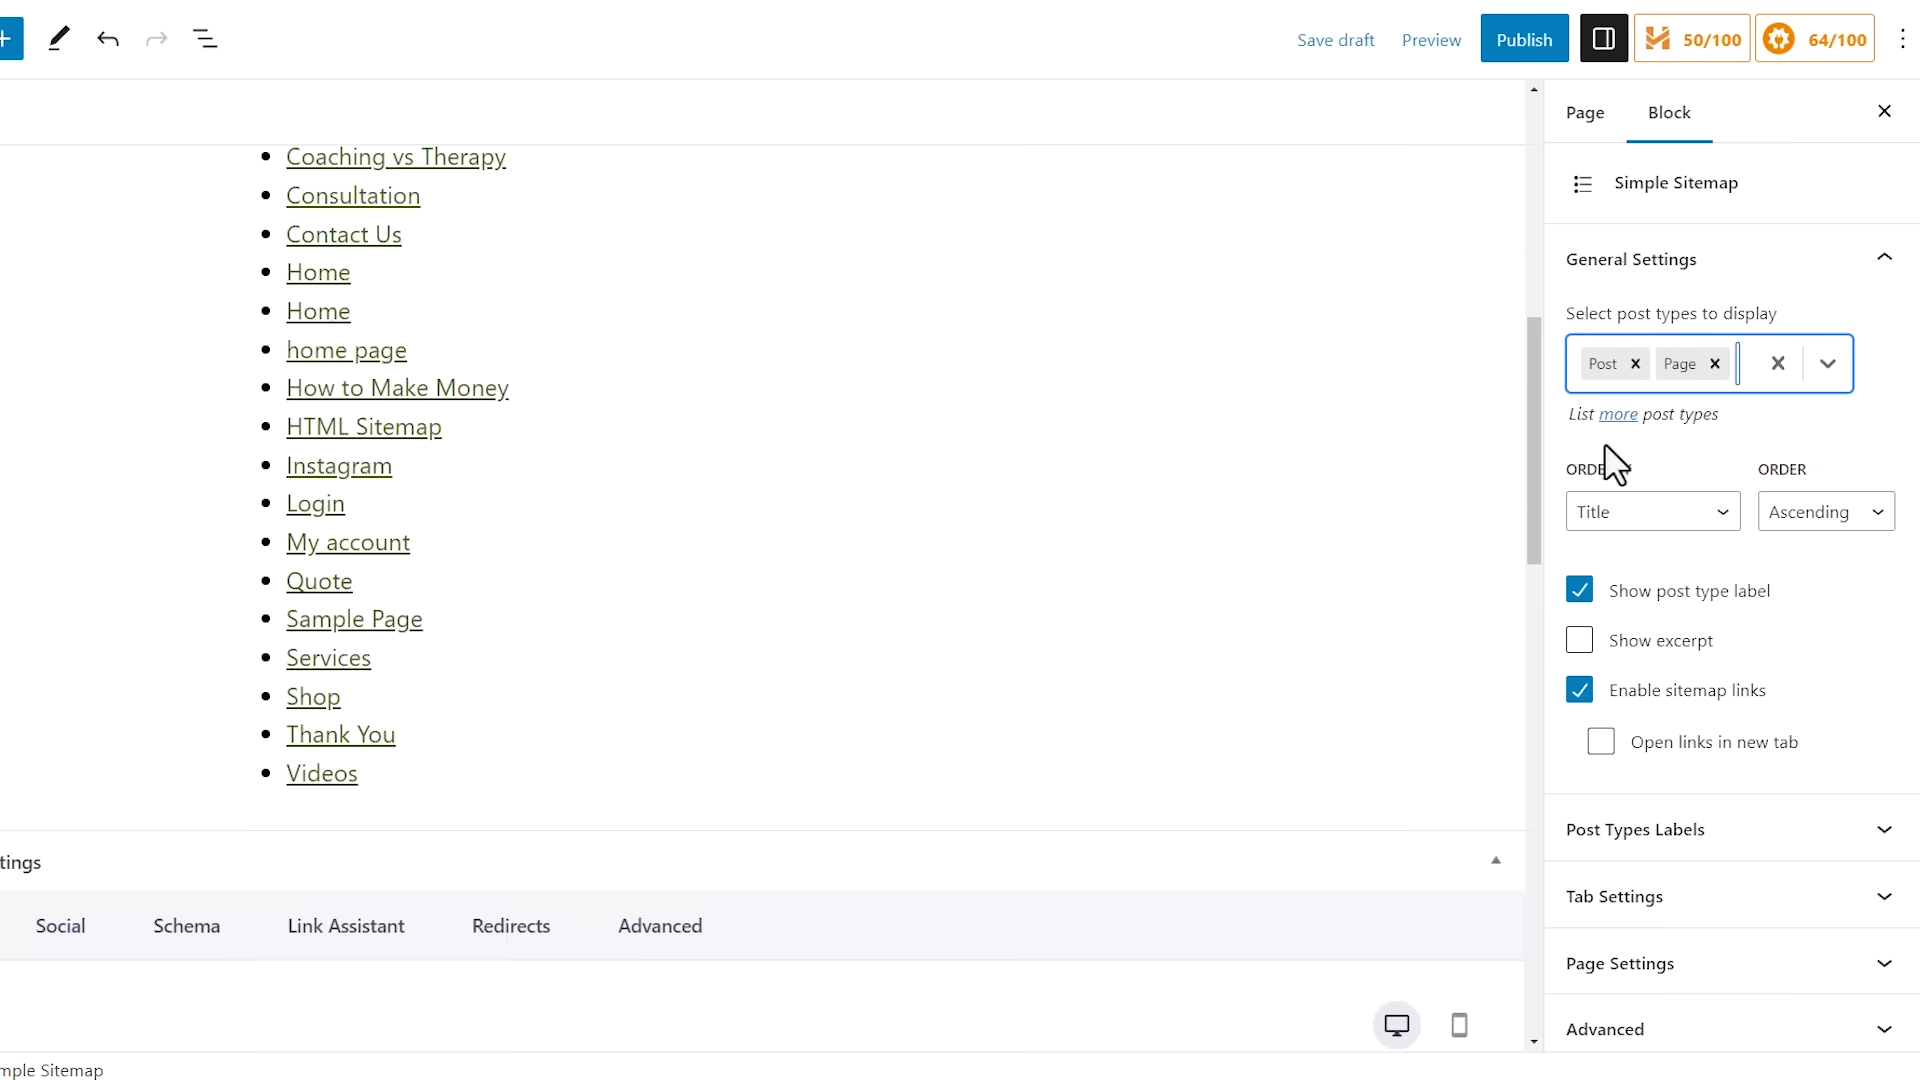 Save draft
Preview
Publish
50/100
64/100
Page
Block
Coaching vs Therapy
Consultation
Contact Us
Home
Home
home page
How to Make Money
HTML Sitemap
Instagram
Login
My account
Quote
Sample Page
Services
Shop
Thank You
Videos
tings
Social
Schema
Link Assistant
Redirects
Advanced
mple Sitemap
Simple Sitemap
General Settings
Select post types to display
Post
Page
List more post types
ORDER
Title
Ascending
Show post type label
Show excerpt
Enable sitemap links
Open links in new tab
Post Types Labels
Tab Settings
Page Settings
Advanced